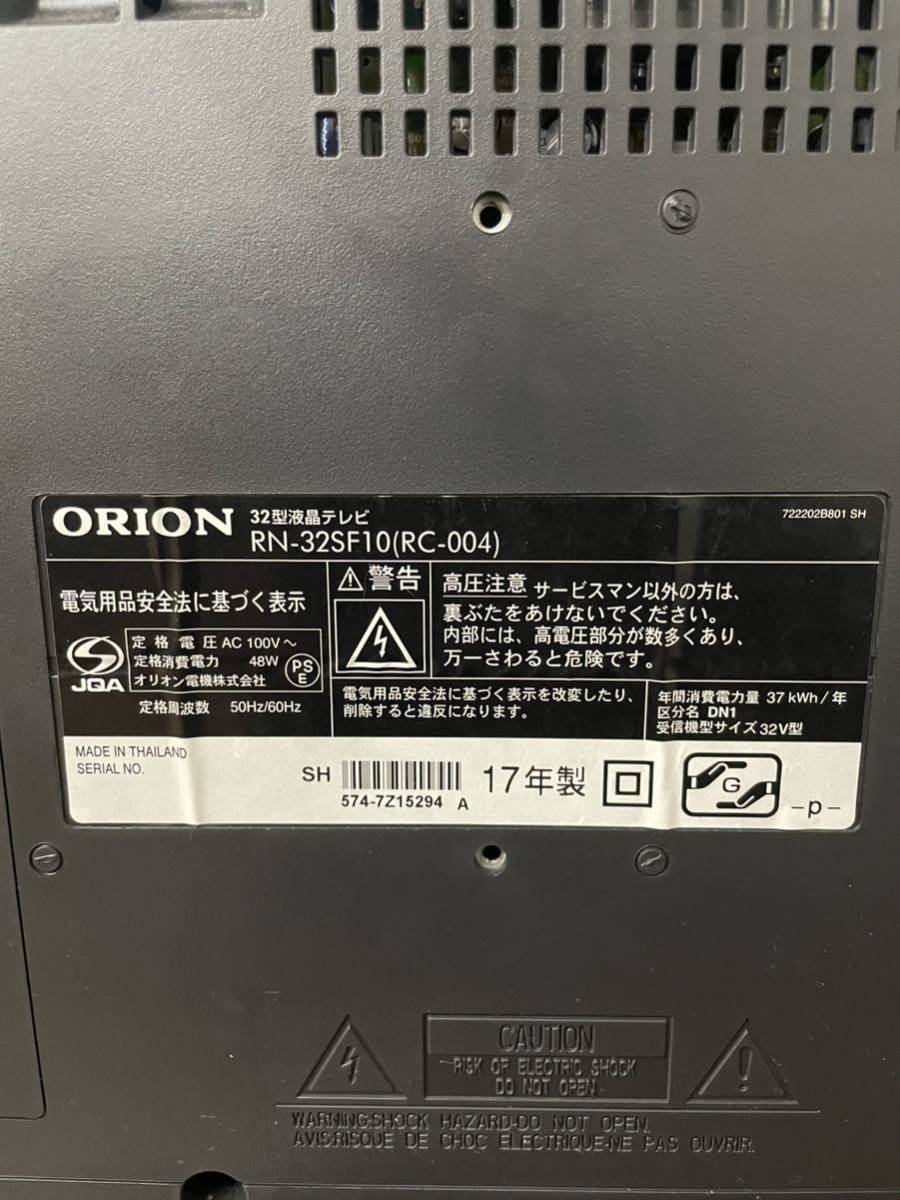 ORION 32型液晶テレビ
RN-32SF10(RC-004)
722202B801 SH
電気用品安全法に基づく表示
JQA
定格電圧 AC 100V～
定格消費電力 48W
オリオン電機株式会社
PS
E
定格周波数 50Hz/60Hz
警告
高圧注意 サービスマン以外の方は、
裏ぶたをあけないでください。
内部には、高電圧部分が数多くあり、
万一さわると危険です。
電気用品安全法に基づく表示を改変したり、
削除すると違反になります。
年間消費電力量 37 kWh/年
区分名 DN1
受信機型サイズ 32V型
MADE IN THAILAND
SERIAL NO.
SH
574-7Z15294 A
17年製
G
-p-
CAUTION
RISK OF ELECTRIC SHOCK
DO NOT OPEN
WARNING:SHOCK HAZARD-DO NOT OPEN.
AVIS:RISQUE DE CHOC ELECTRIQUE-NE PAS OUVRIR.